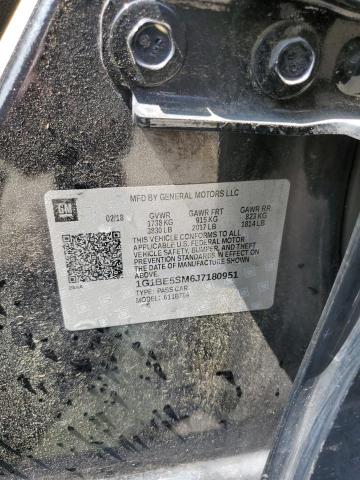 MFD BY GENERAL MOTORS LLC
GM
02/18 GVWR GAWR FRT GAWR RR
1738 KG 915 KG 823 KG
3830 LB 2017 LB 1814 LB
THIS VEHICLE CONFORMS TO ALL
APPLICABLE U.S. FEDERAL MOTOR
VEHICLE SAFETY, BUMPER, AND THEFT
PREVENTION STANDARDS IN EFFECT ON
THE DATE OF MANUFACTURE SHOWN
ABOVE.
1G1BE5SM6J7180951
TYPE: PASS CAR
MODEL: